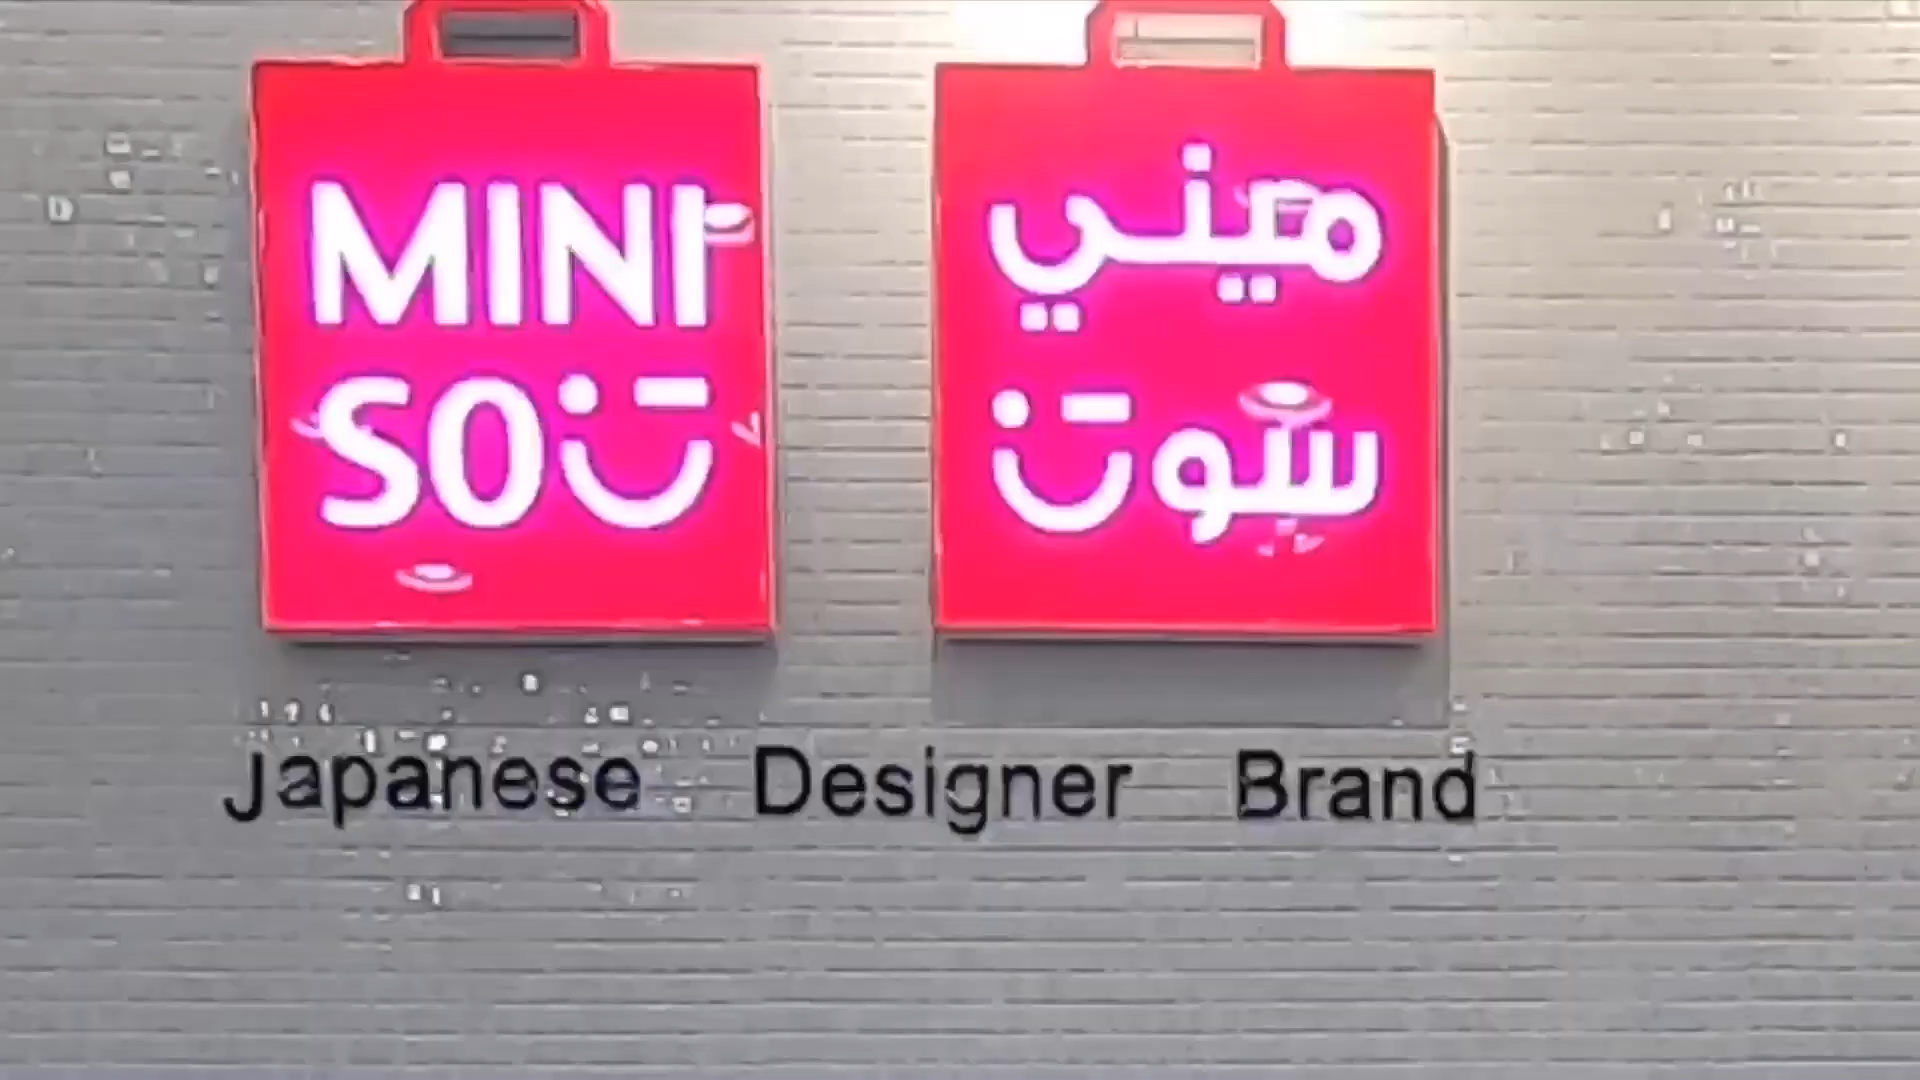 MINI
SO
ميني
سو
Japanese Designer Brand